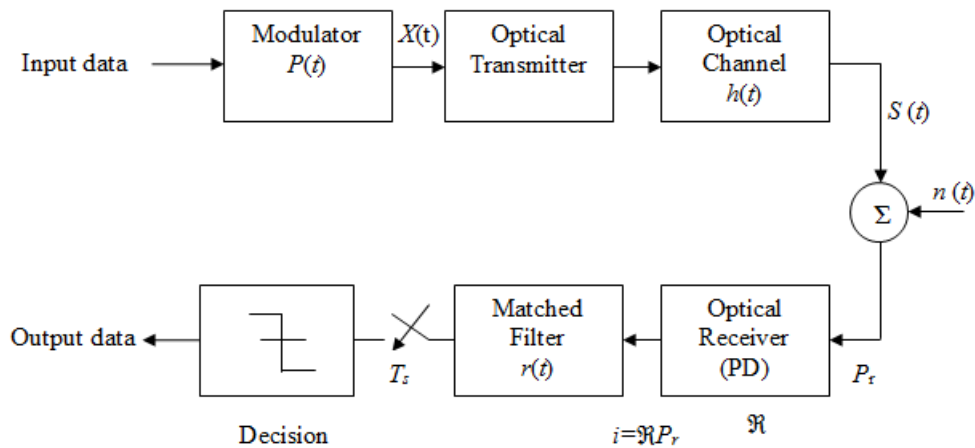 Input data
Modulator
P(t)
X(t)
Optical
Transmitter
Optical
Channel
h(t)
S (t)
Σ
n (t)
Output data
Decision
T_s
Matched
Filter
r(t)
i=ℜP_r
Optical
Receiver
(PD)
ℜ
P_r